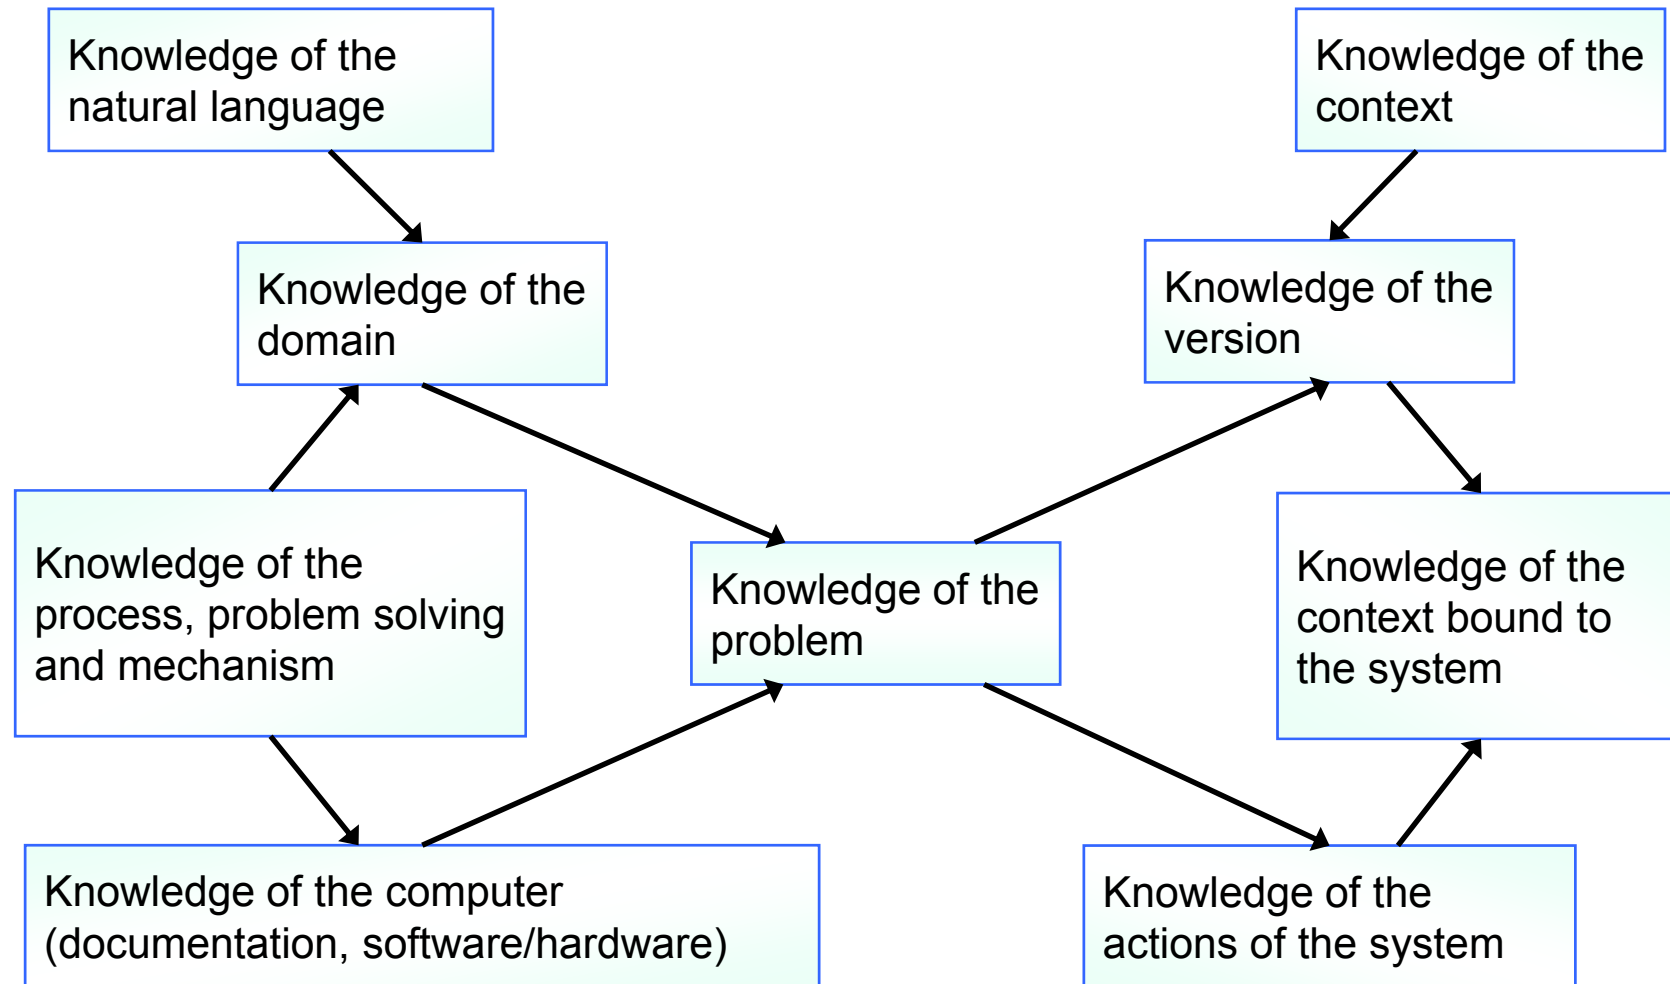 Knowledge of the
natural language
Knowledge of the
context
Knowledge of the
domain
Knowledge of the
version
Knowledge of the
process, problem solving
and mechanism
Knowledge of the
problem
Knowledge of the
context bound to
the system
Knowledge of the computer
(documentation, software/hardware)
Knowledge of the
actions of the system